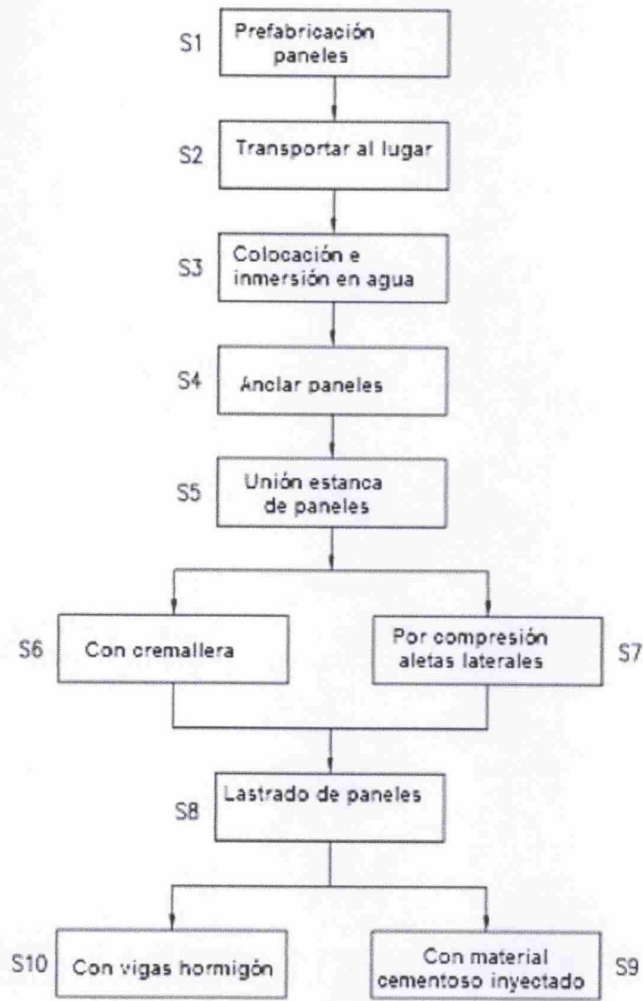 S1
Prefabricación
paneles
S2
Transportar al lugar
S3
Colocación e
inmersión en agua
S4
Anclar paneles
S5
Unión estanca
de paneles
S6
Con cremallera
Por compresión
aletas laterales
S7
S8
Lastrado de paneles
S10
Con vigas hormigón
Con material
cementoso inyectado
S9